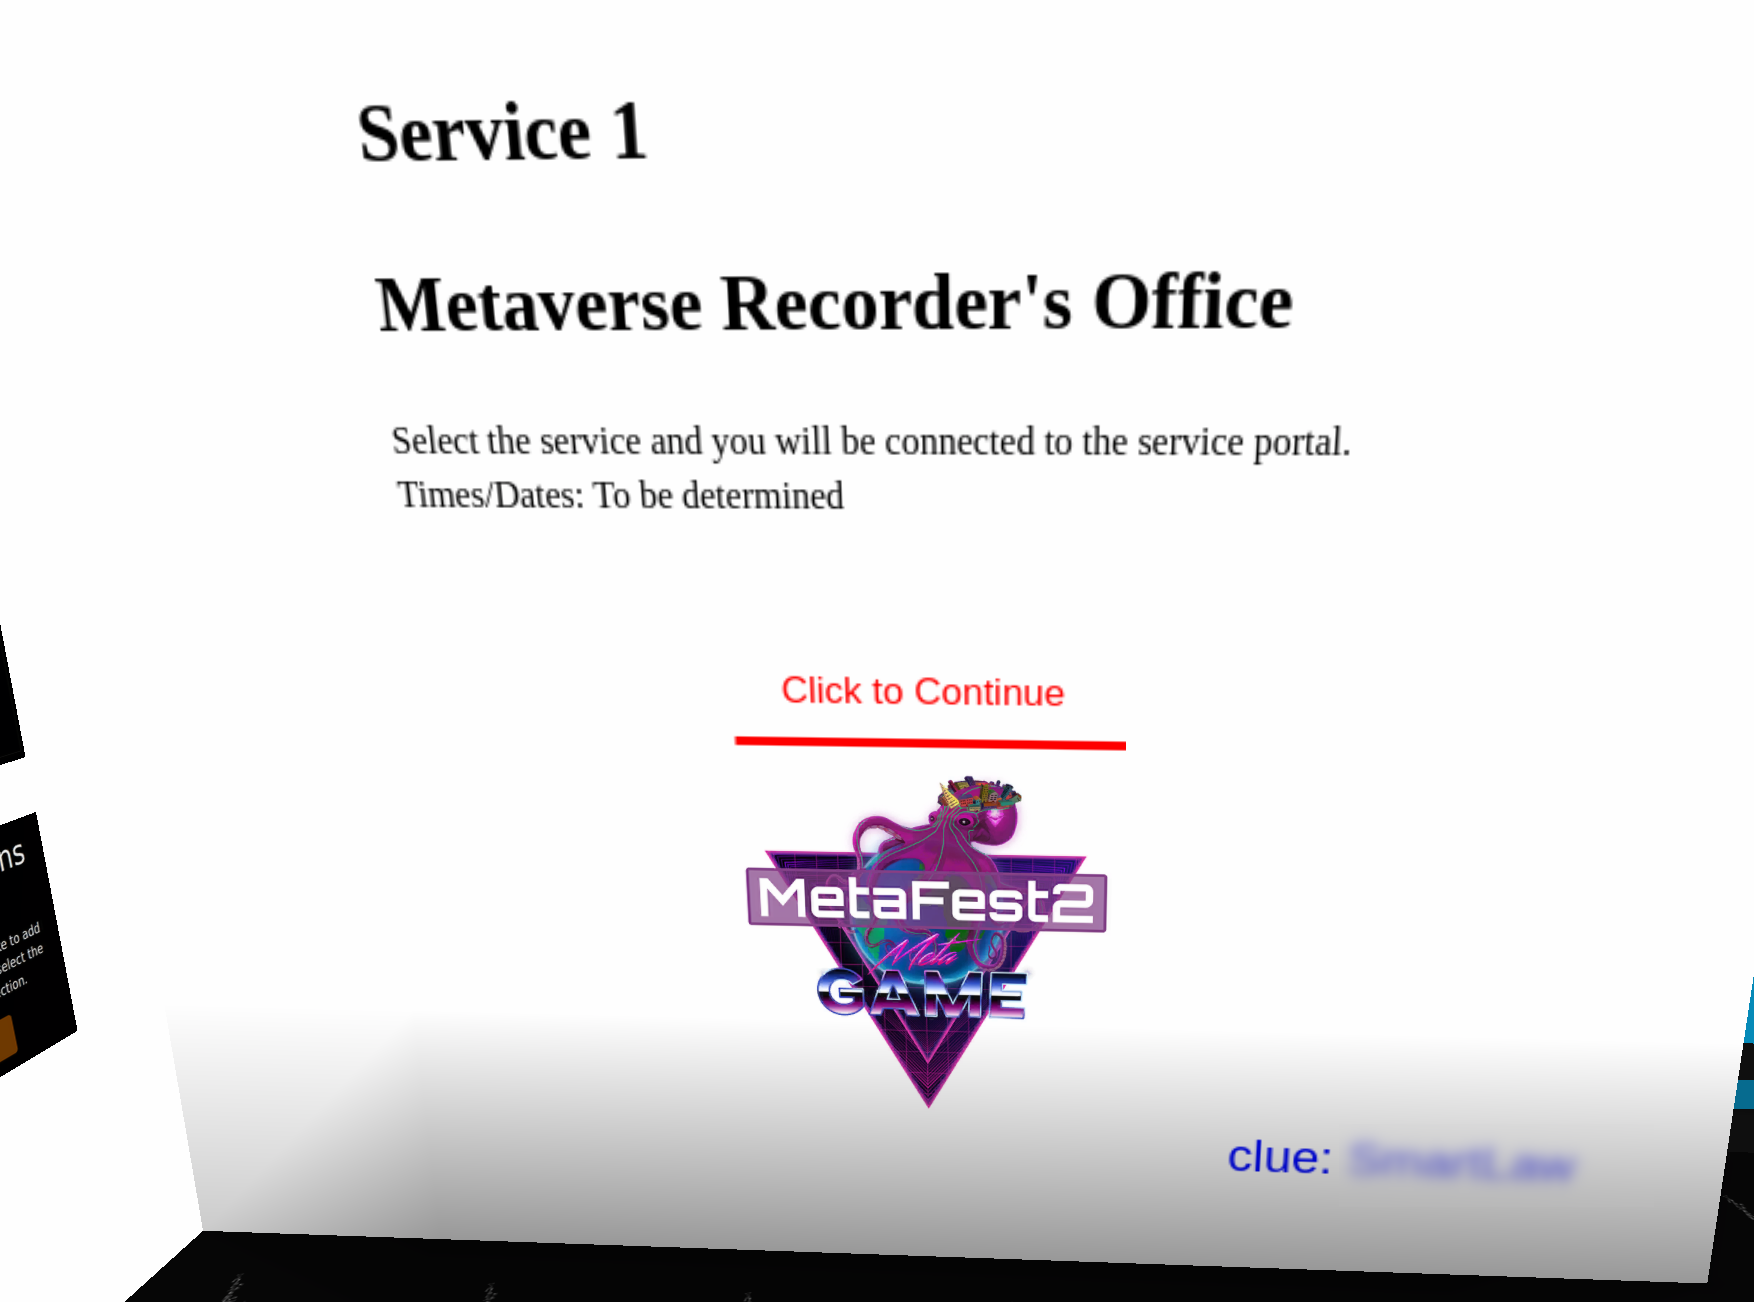 Service 1
Metaverse Recorder's Office
Select the service and you will be connected to the service portal.
Times/Dates: To be determined
Click to Continue
MetaFest2
Meta
GAME
ns
e to add
select the
ction.
clue: SmartLaw